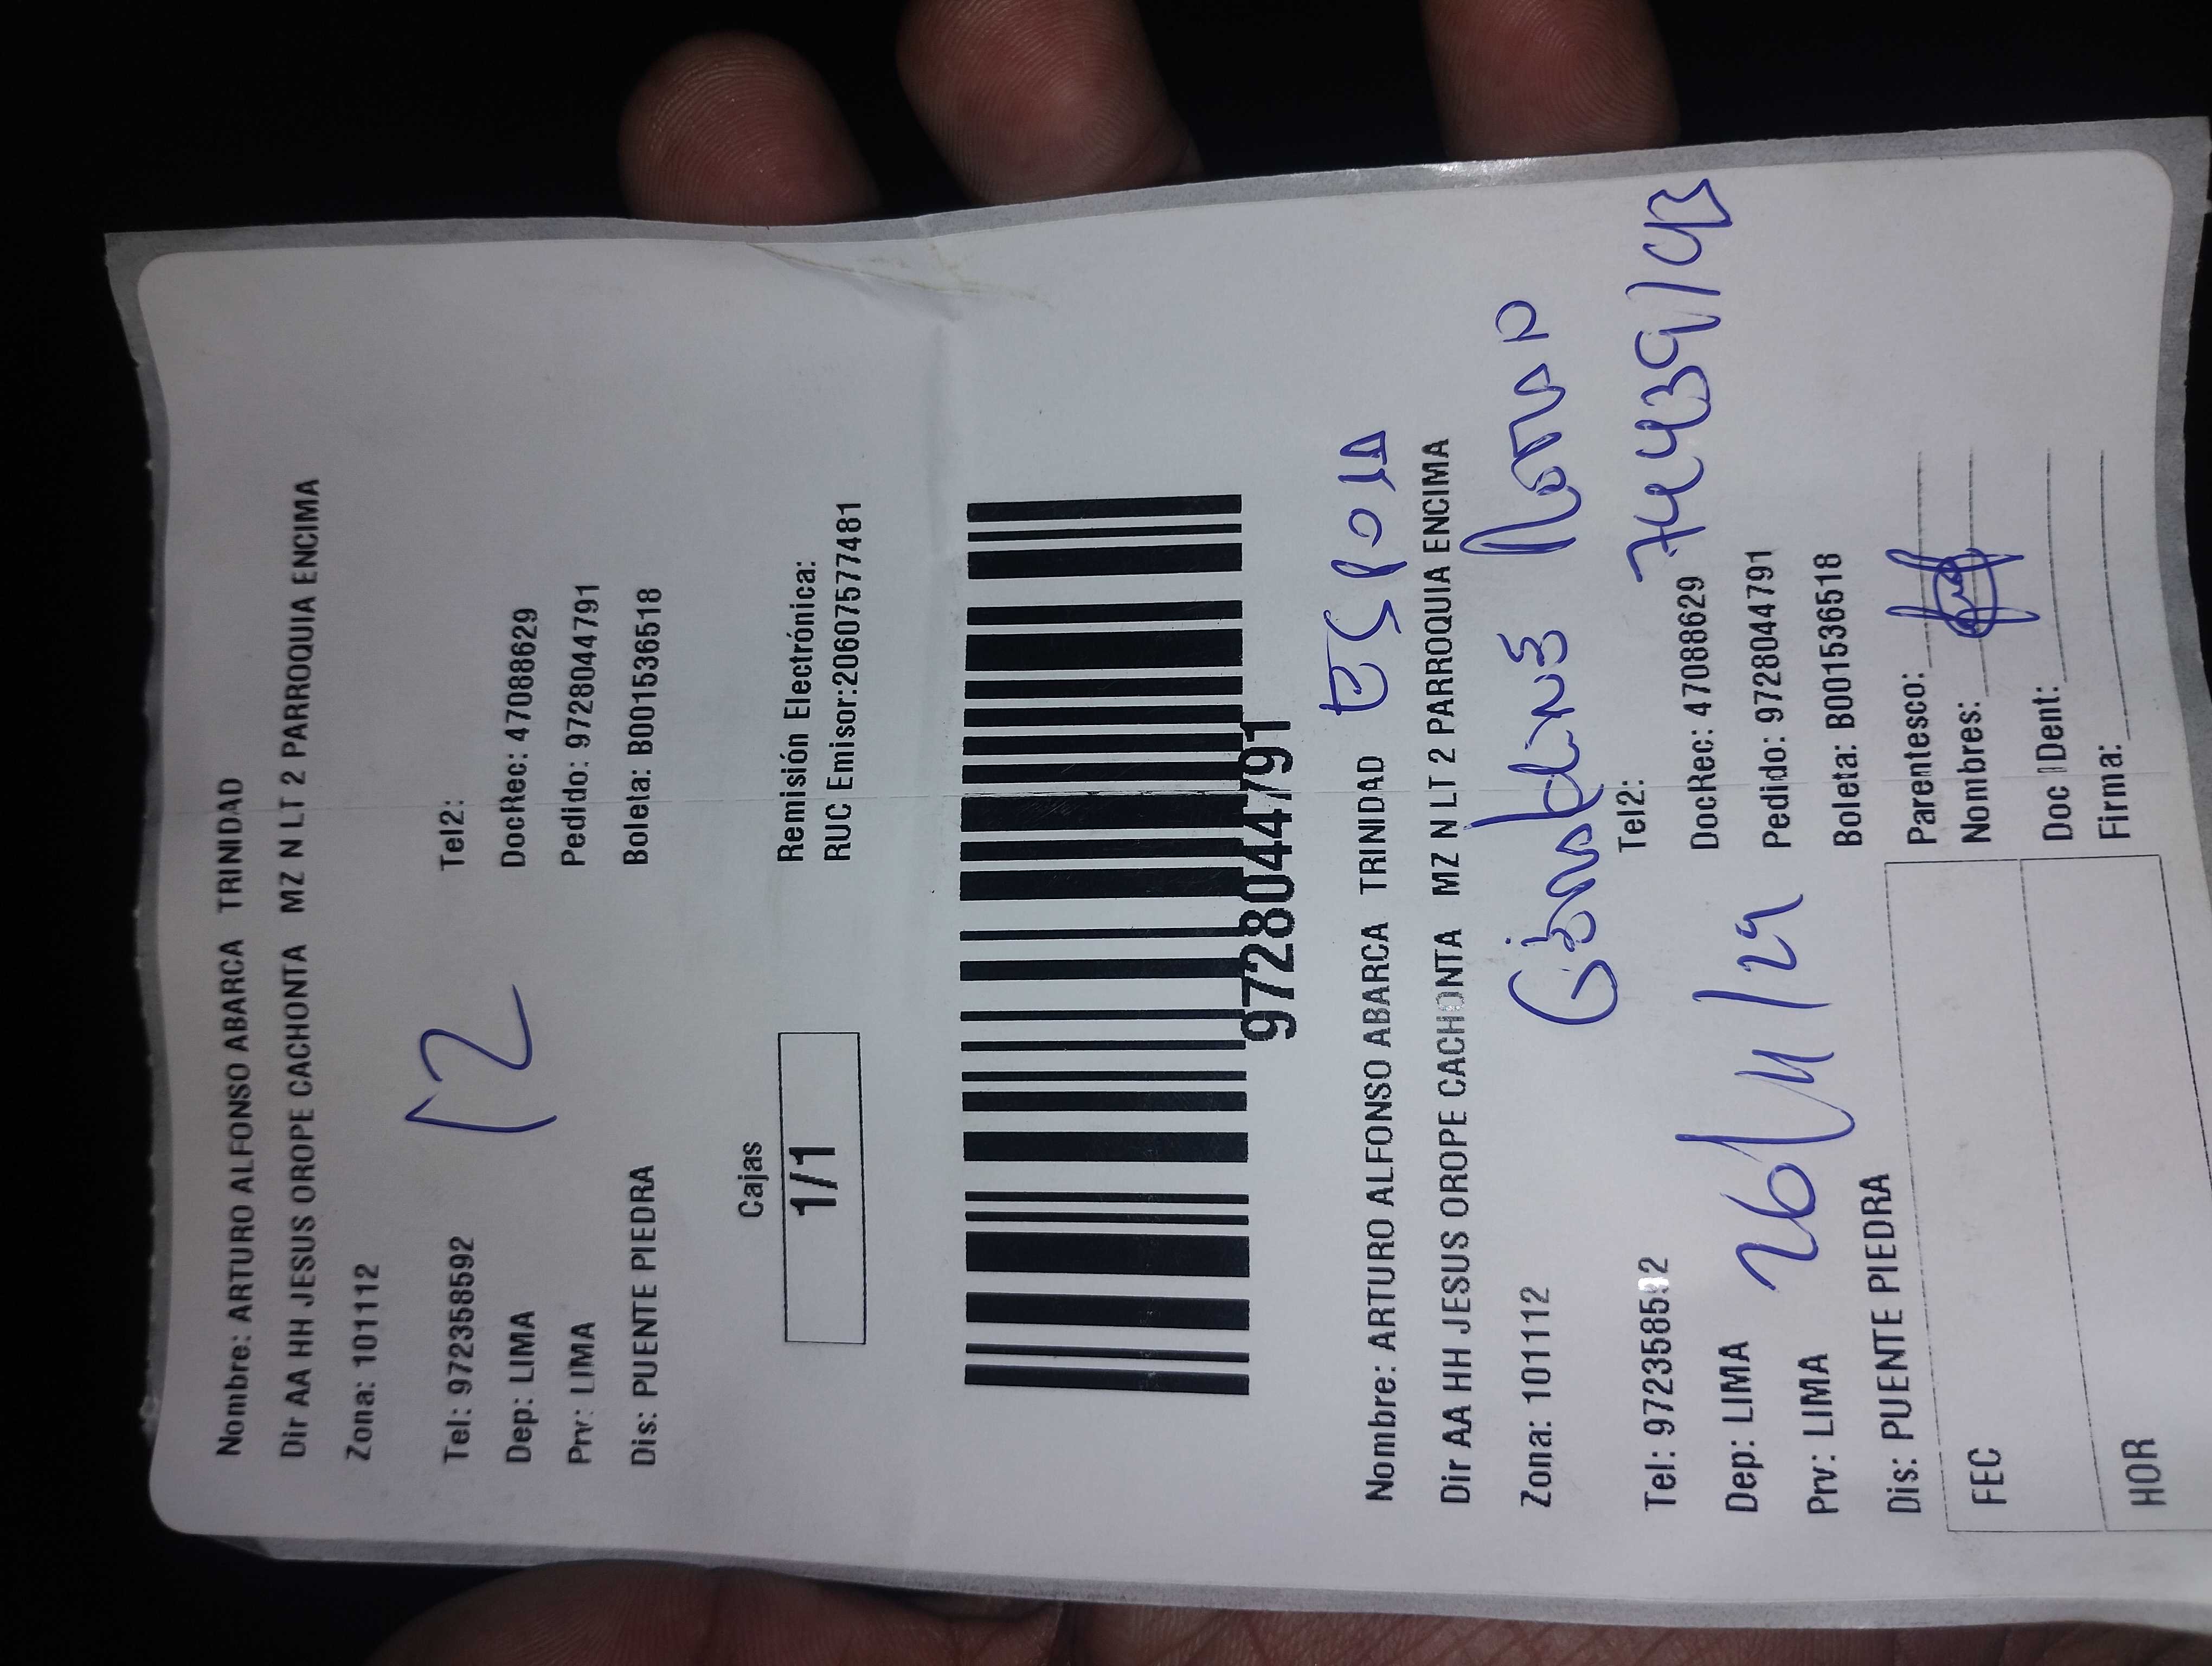 Nombre: ARTURO ALFONSO ABARCA TRINIDAD
Dir AA HH JESUS OROPE CACHONTA MZ N LT 2 PARROQUIA ENCIMA
Zona: 101112
12
Tel: 972358592 Tel2:
Dep: LIMA DocRec: 47088629
Prv: LIMA Pedido: 9728044791
Dis: PUENTE PIEDRA Boleta: B001536518
Cajas
1/1
Remisión Electrónica:
RUC Emisor:20607577481
9728044791
Nombre: ARTURO ALFONSO ABARCA TRINIDAD
Dir AA HH JESUS OROPE CACHONTA MZ N LT 2 PARROQUIA ENCIMA
Zona: 101112
Tel: 972358592 Tel2:
Dep: LIMA DocRec: 47088629
Prv: LIMA Pedido: 9728044791
Dis: PUENTE PIEDRA Boleta: B001536518
FEC
HOR
Parentesco:
Nombres:
Doc IDent:
Firma: